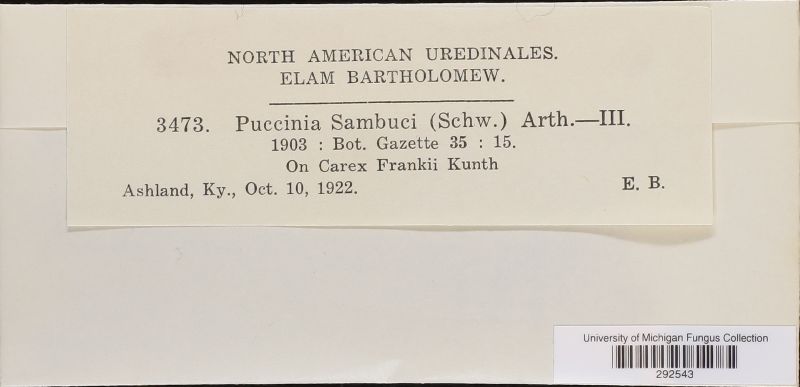 NORTH AMERICAN UREDINALES.
ELAM BARTHOLOMEW.
3473. Puccinia Sambuci (Schw.) Arth.—III.
1903 : Bot. Gazette 35 : 15.
On Carex Frankii Kunth
Ashland, Ky., Oct. 10, 1922. E. B.
University of Michigan Fungus Collection
292543